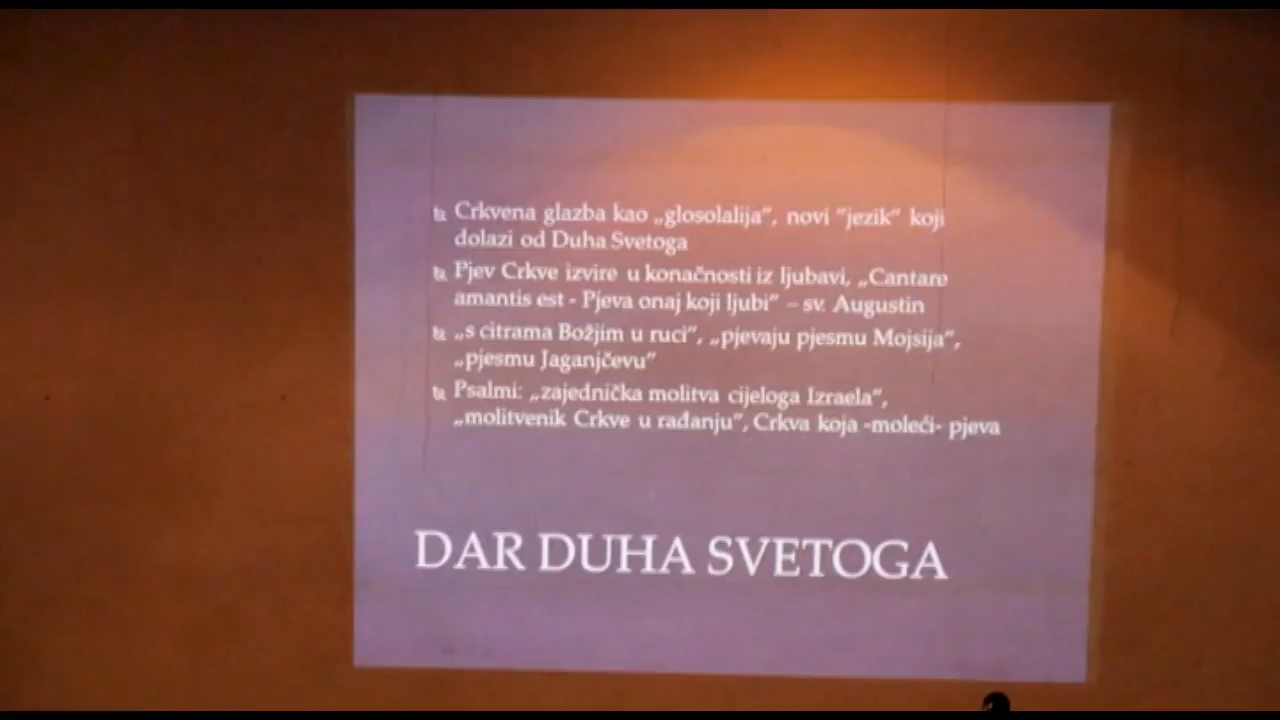 Crkvena glazba kao „glosolalija”, novi ”jezik” koji
dolazi od Duha Svetoga
Pjev Crkve izvire u konačnosti iz ljubavi, „Cantare
amantis est - Pjeva onaj koji ljubi” – sv. Augustin
„s citrama Božjim u ruci”, „pjevaju pjesmu Mojsija”,
„pjesmu Jaganjčevu”
Psalmi: „zajednička molitva cijeloga Izraela”,
„molitvenik Crkve u rađanju”, Crkva koja -moleći- pjeva
DAR DUHA SVETOGA